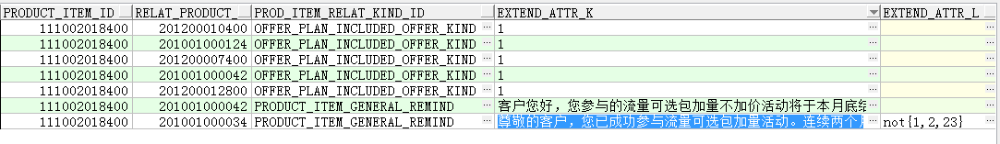 PRODUCT_ITEM_ID RELAT_PRODUCT_ PROD_ITEM_RELAT_KIND_ID EXTEND_ATTR_K EXTEND_ATTR_L
111002018400 201200010400 OFFER_PLAN_INCLUDED_OFFER_KIND ... 1 ...
111002018400 201001000124 OFFER_PLAN_INCLUDED_OFFER_KIND ... 1 ...
111002018400 201200007400 OFFER_PLAN_INCLUDED_OFFER_KIND ... 1 ...
111002018400 201001000042 OFFER_PLAN_INCLUDED_OFFER_KIND ... 1 ...
111002018400 201200012800 OFFER_PLAN_INCLUDED_OFFER_KIND ... 1 ...
111002018400 201001000042 PRODUCT_ITEM_GENERAL_REMIND ... 客户您好，您参与的流量可选包加量不加价活动将于本月底结 ...
111002018400 201001000034 PRODUCT_ITEM_GENERAL_REMIND ... 尊敬的客户，您已成功参与流量可选包加量活动。连续两个 ... not{1,2,23} ...